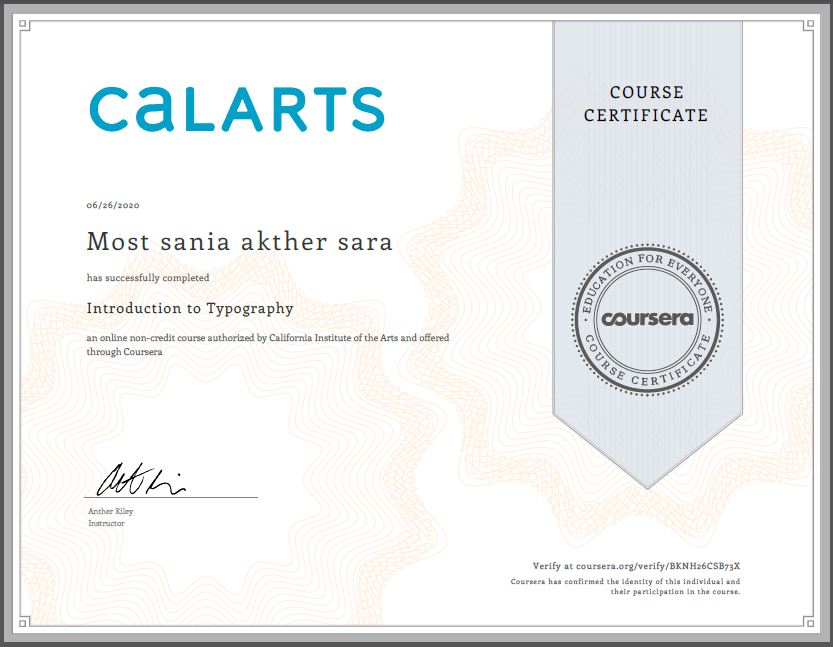 CALARTS
COURSE
CERTIFICATE
06/26/2020
Most sania akther sara
has successfully completed
Introduction to Typography
an online non-credit course authorized by California Institute of the Arts and offered
through Coursera
EDUCATION FOR EVERYONE
coursera
COURSE CERTIFICATE
Anther Kiley
Instructor
Verify at coursera.org/verify/BKNH26CSB73X
Coursera has confirmed the identity of this individual and
their participation in the course.